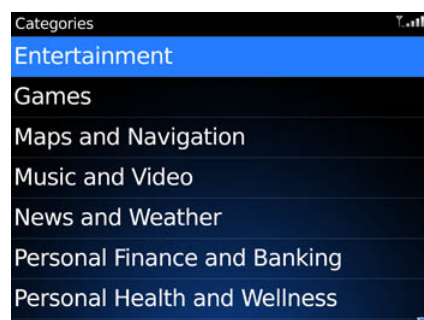 Categories
Entertainment
Games
Maps and Navigation
Music and Video
News and Weather
Personal Finance and Banking
Personal Health and Wellness